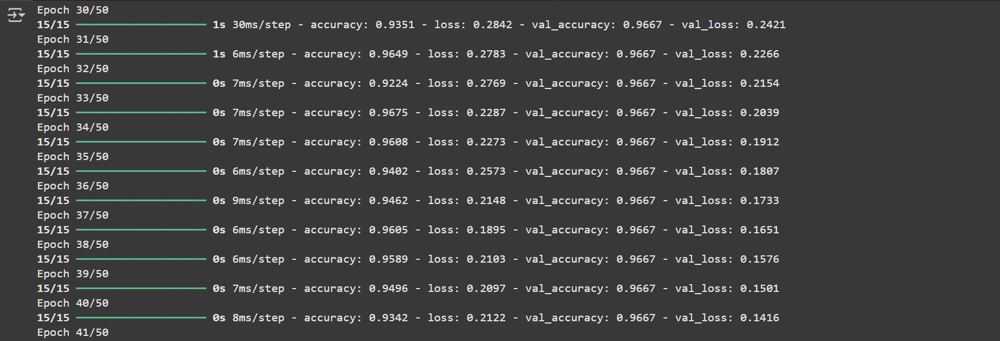 Epoch 30/50
15/15 ━━━━━━━━━━━━━━━━━━━━ 1s 30ms/step - accuracy: 0.9351 - loss: 0.2842 - val_accuracy: 0.9667 - val_loss: 0.2421
Epoch 31/50
15/15 ━━━━━━━━━━━━━━━━━━━━ 1s 6ms/step - accuracy: 0.9649 - loss: 0.2783 - val_accuracy: 0.9667 - val_loss: 0.2266
Epoch 32/50
15/15 ━━━━━━━━━━━━━━━━━━━━ 0s 7ms/step - accuracy: 0.9224 - loss: 0.2769 - val_accuracy: 0.9667 - val_loss: 0.2154
Epoch 33/50
15/15 ━━━━━━━━━━━━━━━━━━━━ 0s 7ms/step - accuracy: 0.9675 - loss: 0.2287 - val_accuracy: 0.9667 - val_loss: 0.2039
Epoch 34/50
15/15 ━━━━━━━━━━━━━━━━━━━━ 0s 7ms/step - accuracy: 0.9608 - loss: 0.2273 - val_accuracy: 0.9667 - val_loss: 0.1912
Epoch 35/50
15/15 ━━━━━━━━━━━━━━━━━━━━ 0s 6ms/step - accuracy: 0.9402 - loss: 0.2573 - val_accuracy: 0.9667 - val_loss: 0.1807
Epoch 36/50
15/15 ━━━━━━━━━━━━━━━━━━━━ 0s 9ms/step - accuracy: 0.9462 - loss: 0.2148 - val_accuracy: 0.9667 - val_loss: 0.1733
Epoch 37/50
15/15 ━━━━━━━━━━━━━━━━━━━━ 0s 6ms/step - accuracy: 0.9605 - loss: 0.1895 - val_accuracy: 0.9667 - val_loss: 0.1651
Epoch 38/50
15/15 ━━━━━━━━━━━━━━━━━━━━ 0s 6ms/step - accuracy: 0.9589 - loss: 0.2103 - val_accuracy: 0.9667 - val_loss: 0.1576
Epoch 39/50
15/15 ━━━━━━━━━━━━━━━━━━━━ 0s 7ms/step - accuracy: 0.9496 - loss: 0.2097 - val_accuracy: 0.9667 - val_loss: 0.1501
Epoch 40/50
15/15 ━━━━━━━━━━━━━━━━━━━━ 0s 8ms/step - accuracy: 0.9342 - loss: 0.2122 - val_accuracy: 0.9667 - val_loss: 0.1416
Epoch 41/50